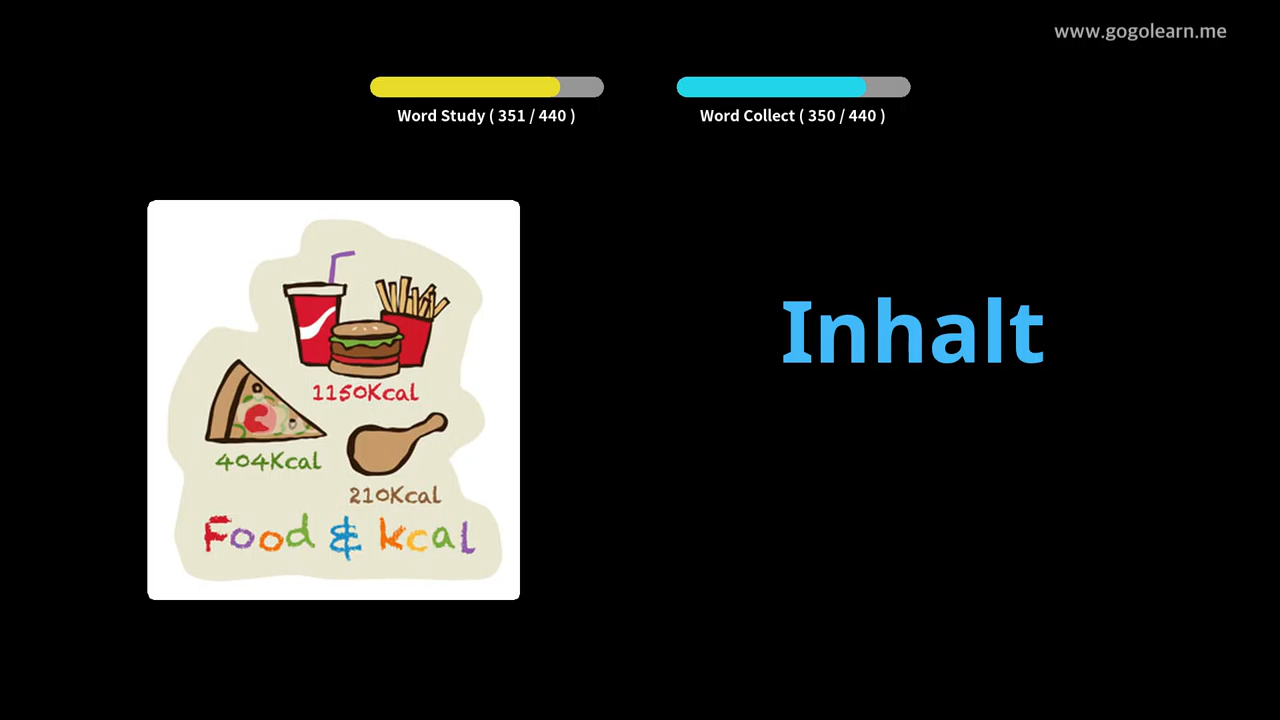 www.gogolearn.me
Word Study ( 351 / 440 )
Word Collect ( 350 / 440 )
Inhalt
1150Kcal
404Kcal
210Kcal
Food & kcal